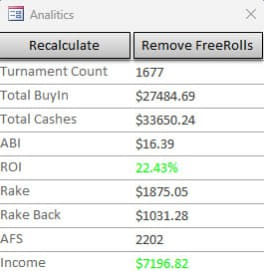 Analitics
Recalculate Remove FreeRolls
Turnament Count 1677
Total BuyIn $27484.69
Total Cashes $33650.24
ABI $16.39
ROI 22.43%
Rake $1875.05
Rake Back $1031.28
AFS 2202
Income $7196.82